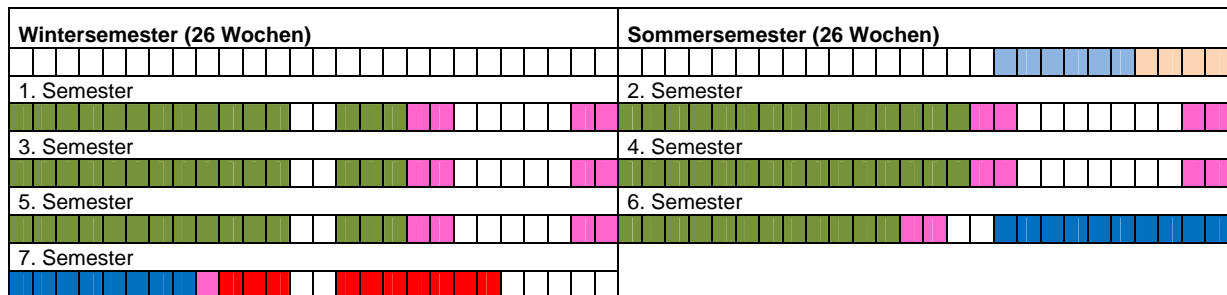 Wintersemester (26 Wochen)
Sommersemester (26 Wochen)
1. Semester
2. Semester
3. Semester
4. Semester
5. Semester
6. Semester
7. Semester